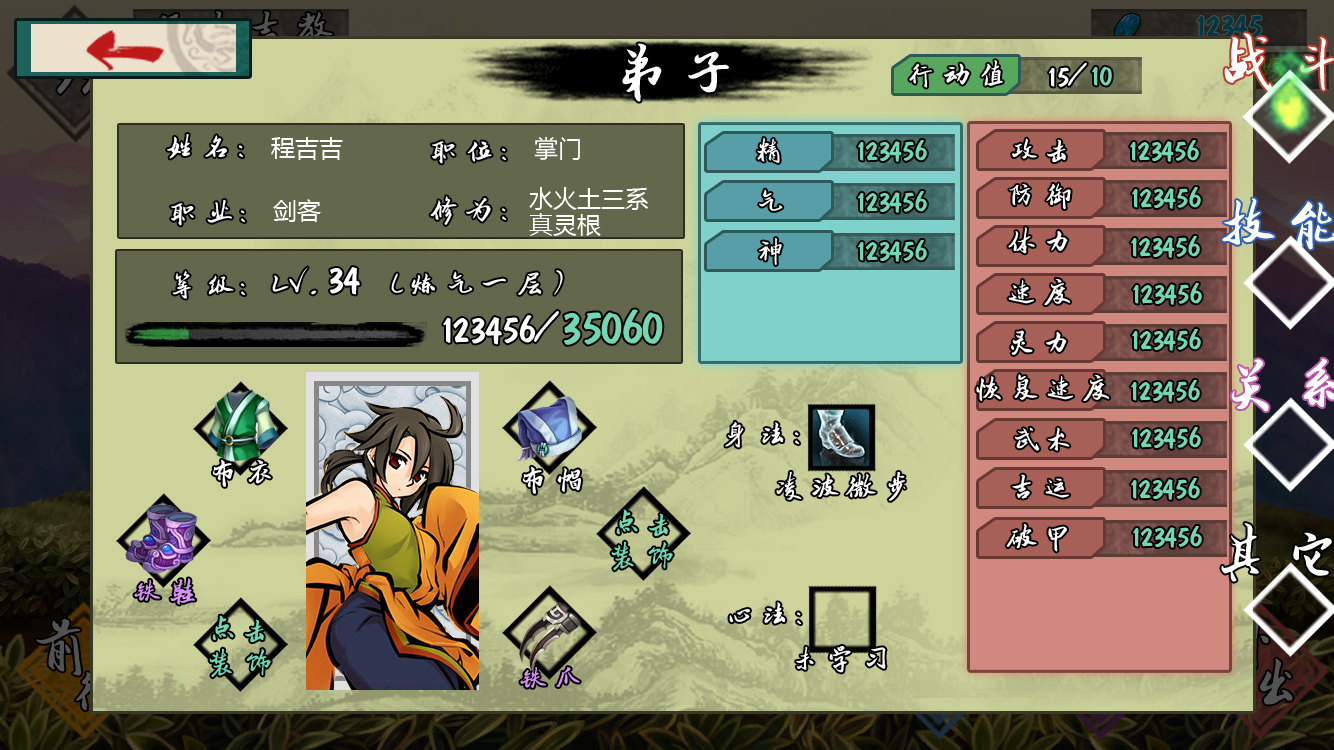 吉教
12345
弟子
行动值 15/10
战斗
姓名: 程吉吉 职位: 掌门
职业: 剑客 修为: 水火土三系
真灵根
等级: LV.34 (炼气一层)
123456/35060
精 123456
气 123456
神 123456
攻击 123456
防御 123456
体力 123456
速度 123456
灵力 123456
恢复速度 123456
武术 123456
吉运 123456
破甲 123456
技能
关系
其它
布衣
布帽
铁鞋
点击
装饰
点击
装饰
铁爪
身法:
凌波微步
心法:
未学习
前
出